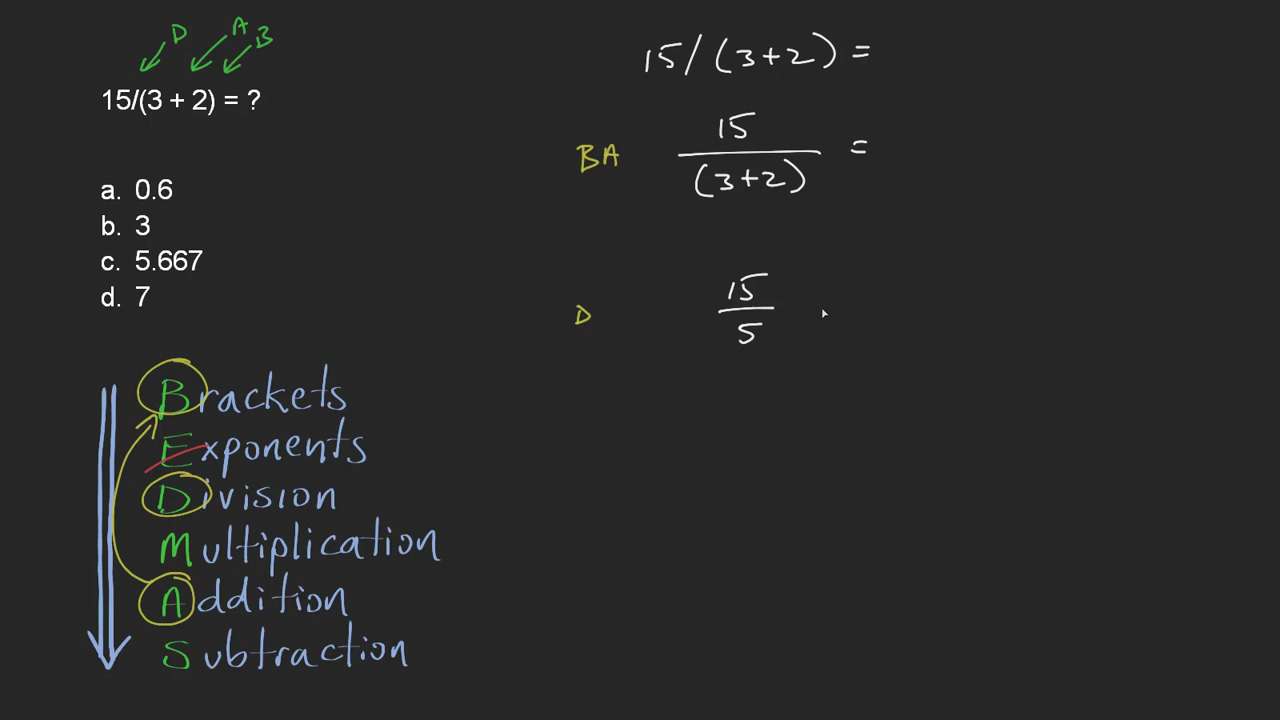 D A B
15/(3 + 2) = ?
a. 0.6
b. 3
c. 5.667
d. 7
Brackets
Exponents
Division
Multiplication
Addition
Subtraction
15/(3+2) =
BA 15
(3+2) =
D 15
5